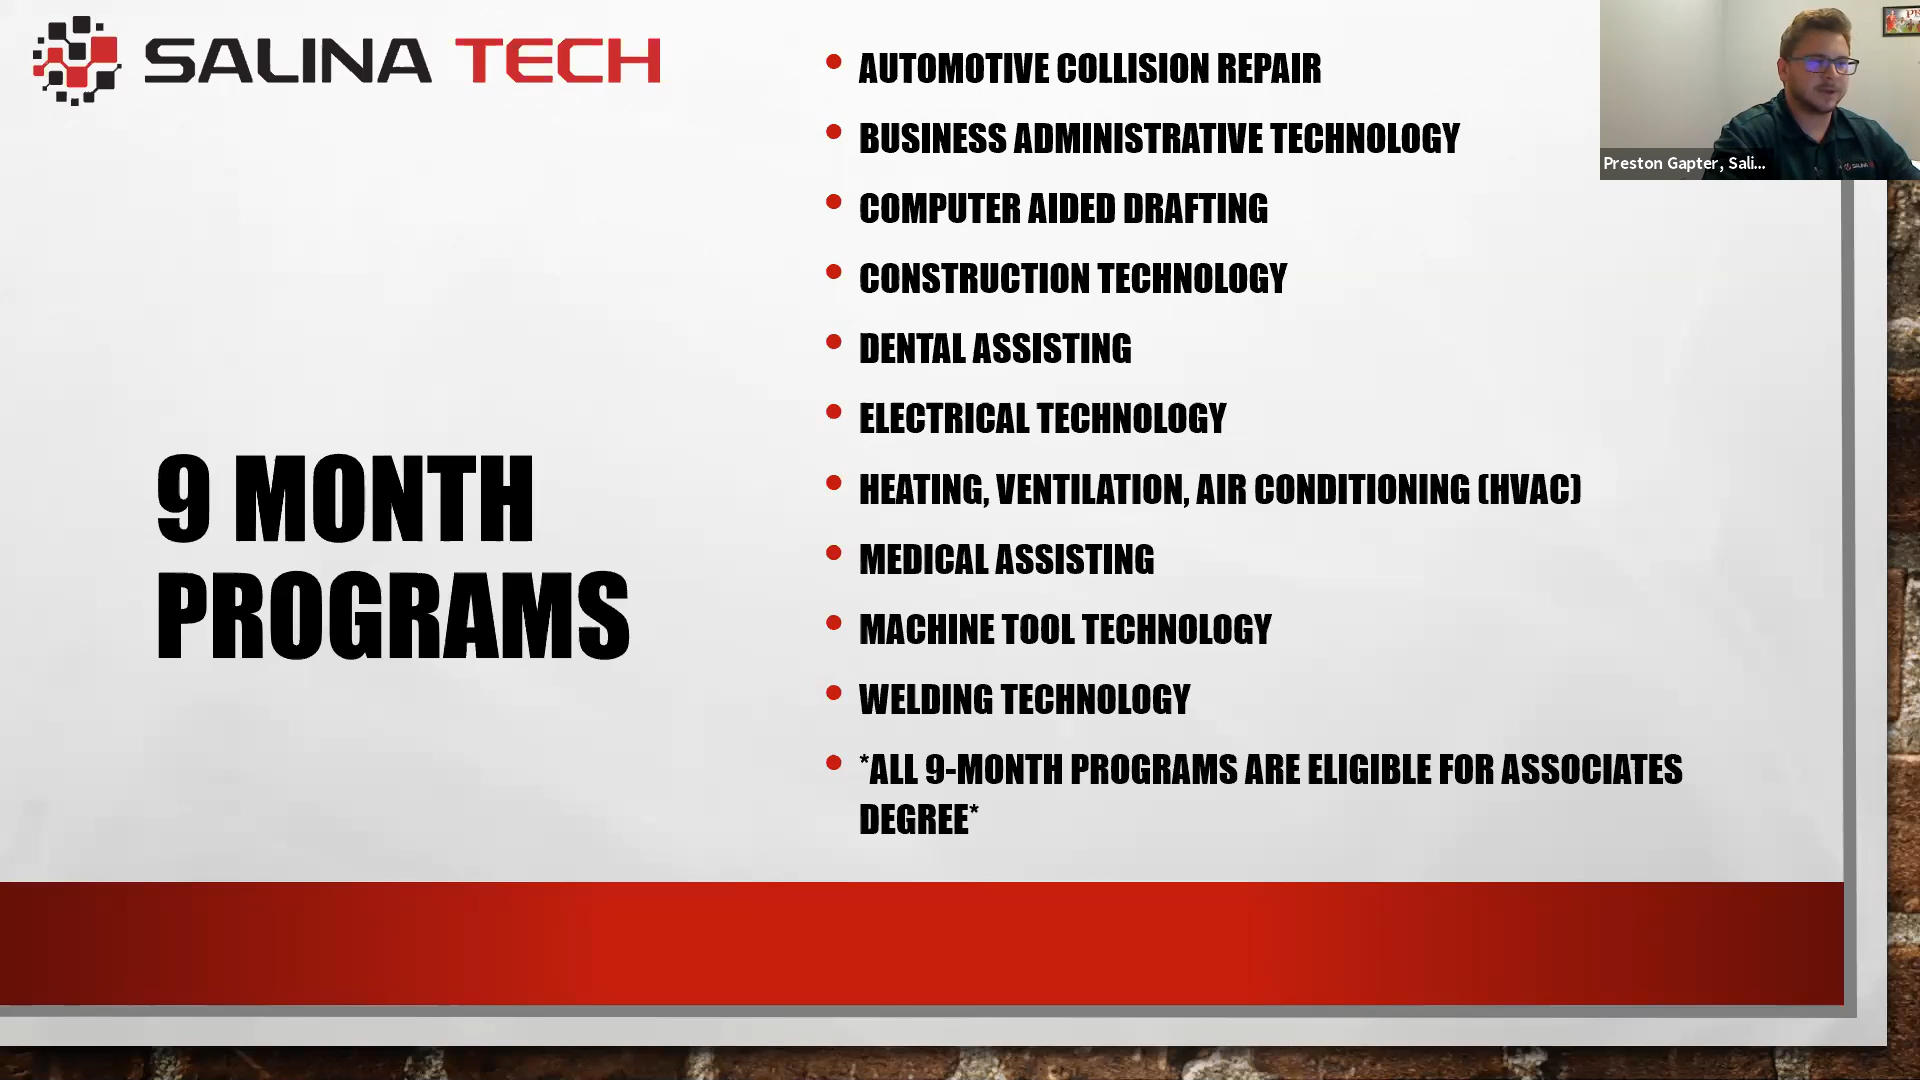 SALINA TECH
9 MONTH
PROGRAMS
• AUTOMOTIVE COLLISION REPAIR
• BUSINESS ADMINISTRATIVE TECHNOLOGY
• COMPUTER AIDED DRAFTING
• CONSTRUCTION TECHNOLOGY
• DENTAL ASSISTING
• ELECTRICAL TECHNOLOGY
• HEATING, VENTILATION, AIR CONDITIONING (HVAC)
• MEDICAL ASSISTING
• MACHINE TOOL TECHNOLOGY
• WELDING TECHNOLOGY
• *ALL 9-MONTH PROGRAMS ARE ELIGIBLE FOR ASSOCIATES
DEGREE*
Preston Gapter, Sali...